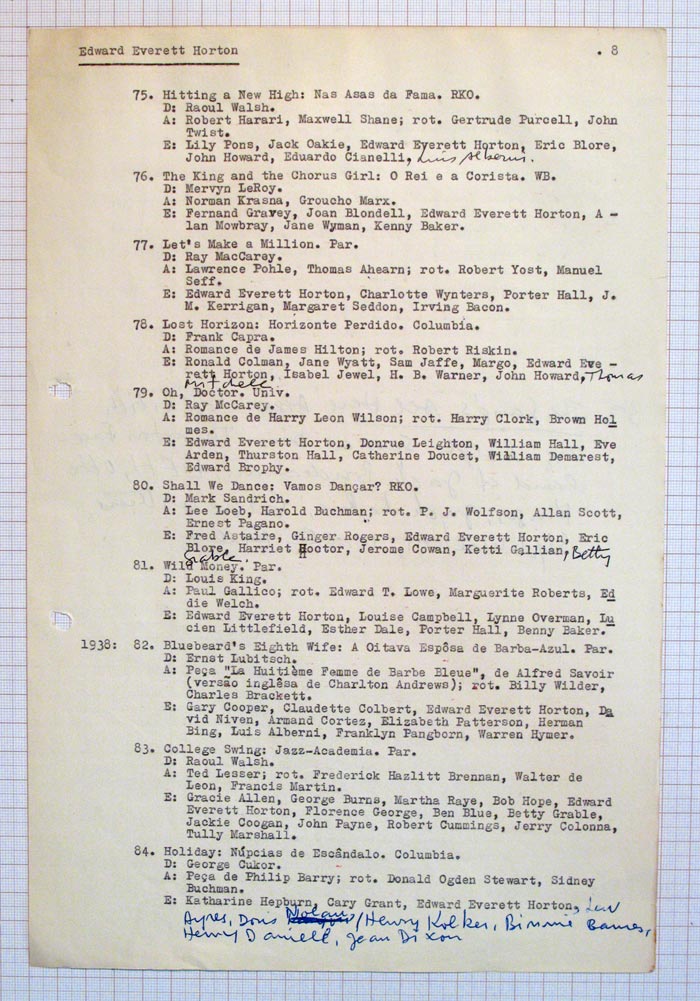 Edward Everett Horton . 8
75. Hitting a New High: Nas Asas da Fama. RKO.
D: Raoul Walsh.
A: Robert Harari, Maxwell Shane; rot. Gertrude Purcell, John
Twist.
E: Lily Pons, Jack Oakie, Edward Everett Horton, Eric Blore,
John Howard, Eduardo Cianelli, Luis Alberni.
76. The King and the Chorus Girl: O Rei e a Corista. WB.
D: Mervyn LeRoy.
A: Norman Krasna, Groucho Marx.
E: Fernand Gravey, Joan Blondell, Edward Everett Horton, A -
lan Mowbray, Jane Wyman, Kenny Baker.
77. Let's Make a Million. Par.
D: Ray MacCarey.
A: Lawrence Pohle, Thomas Ahearn; rot. Robert Yost, Manuel
Seff.
E: Edward Everett Horton, Charlotte Wynters, Porter Hall, J.
M. Kerrigan, Margaret Seddon, Irving Bacon.
78. Lost Horizon: Horizonte Perdido. Columbia.
D: Frank Capra.
A: Romance de James Hilton; rot. Robert Riskin.
E: Ronald Colman, Jane Wyatt, Sam Jaffe, Margo, Edward Eve -
rett Horton, Isabel Jewel, H. B. Warner, John Howard, Thomas
Mitchell
79. Oh, Doctor. Univ.
D: Ray McCarey.
A: Romance de Harry Leon Wilson; rot. Harry Clork, Brown Hol
mes.
E: Edward Everett Horton, Donrue Leighton, William Hall, Eve
Arden, Thurston Hall, Catherine Doucet, William Demarest,
Edward Brophy.
80. Shall We Dance: Vamos Dançar? RKO.
D: Mark Sandrich.
A: Lee Loeb, Harold Buchman; rot. P. J. Wolfson, Allan Scott,
Ernest Pagano.
E: Fred Astaire, Ginger Rogers, Edward Everett Horton, Eric
Blore, Harriet Hoctor, Jerome Cowan, Ketti Gallian, Betty
Grable.
81. Wild Money. Par.
D: Louis King.
A: Paul Gallico; rot. Edward T. Lowe, Marguerite Roberts, Ed
die Welch.
E: Edward Everett Horton, Louise Campbell, Lynne Overman, Lu
cien Littlefield, Esther Dale, Porter Hall, Benny Baker.
1938: 82. Bluebeard's Eighth Wife: A Oitava Espôsa de Barba-Azul. Par.
D: Ernst Lubitsch.
A: Peça "La Huitième Femme de Barbe Bleue", de Alfred Savoir
(versão inglêsa de Charlton Andrews); rot. Billy Wilder,
Charles Brackett.
E: Gary Cooper, Claudette Colbert, Edward Everett Horton, Da
vid Niven, Armand Cortez, Elizabeth Patterson, Herman
Bing, Luis Alberni, Franklyn Pangborn, Warren Hymer.
83. College Swing: Jazz-Academia. Par.
D: Raoul Walsh.
A: Ted Lesser; rot. Frederick Hazlitt Brennan, Walter de
Leon, Francis Martin.
E: Gracie Allen, George Burns, Martha Raye, Bob Hope, Edward
Everett Horton, Florence George, Ben Blue, Betty Grable,
Jackie Coogan, John Payne, Robert Cummings, Jerry Colonna,
Tully Marshall.
84. Holiday: Núpcias de Escândalo. Columbia.
D: George Cukor.
A: Peça de Philip Barry; rot. Donald Ogden Stewart, Sidney
Buchman.
E: Katharine Hepburn, Cary Grant, Edward Everett Horton, Lew
Ayres, Doris Nolan, Henry Kolker, Binnie Barnes,
Henry Daniell, Jean Dixon